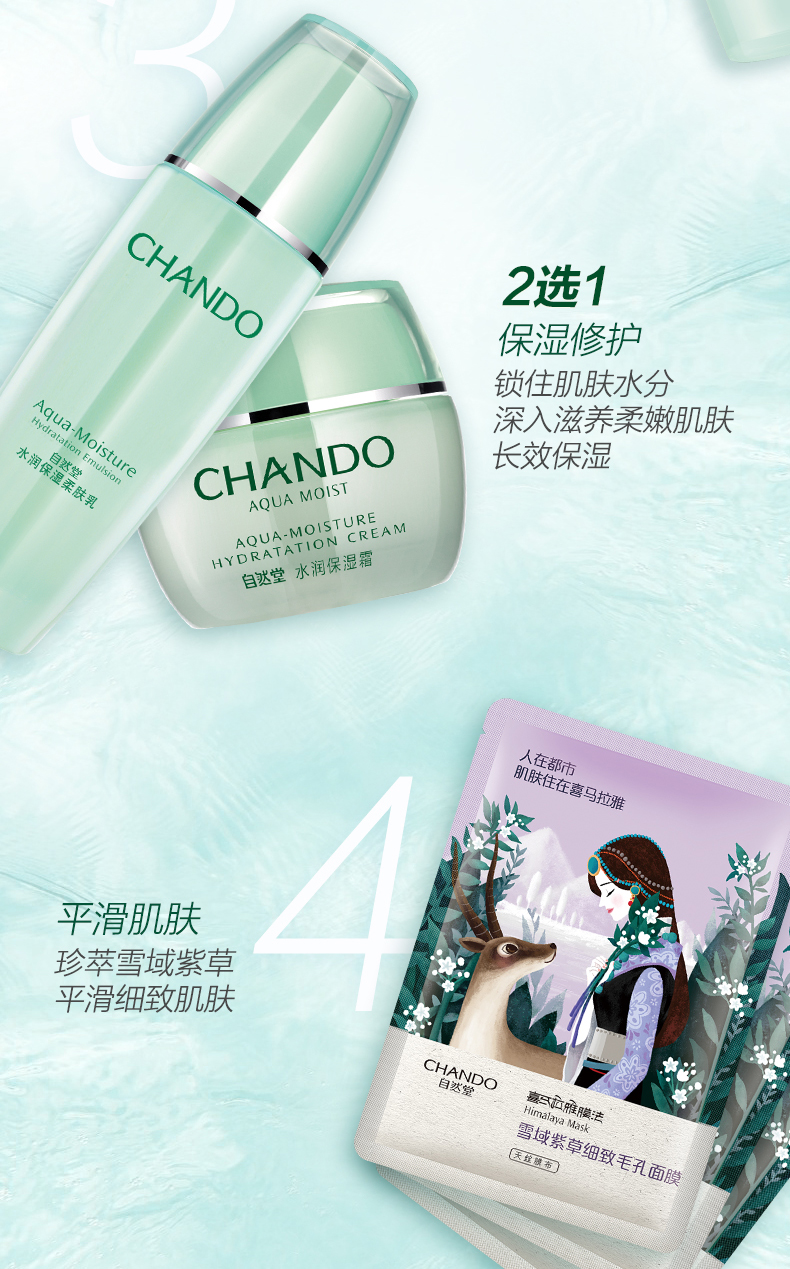 3
CHANDO
Aqua-Moisture
Hydratation Emulsion
自然堂
水润保湿柔肤乳
CHANDO
AQUA MOIST
AQUA-MOISTURE
HYDRATATION CREAM
自然堂 水润保湿霜
2选1
保湿修护
锁住肌肤水分
深入滋养柔嫩肌肤
长效保湿
4
平滑肌肤
珍萃雪域紫草
平滑细致肌肤
人在都市
肌肤住在喜马拉雅
CHANDO
自然堂
喜马拉雅膜法
Himalaya Mask
雪域紫草细致毛孔面膜
天丝膜布